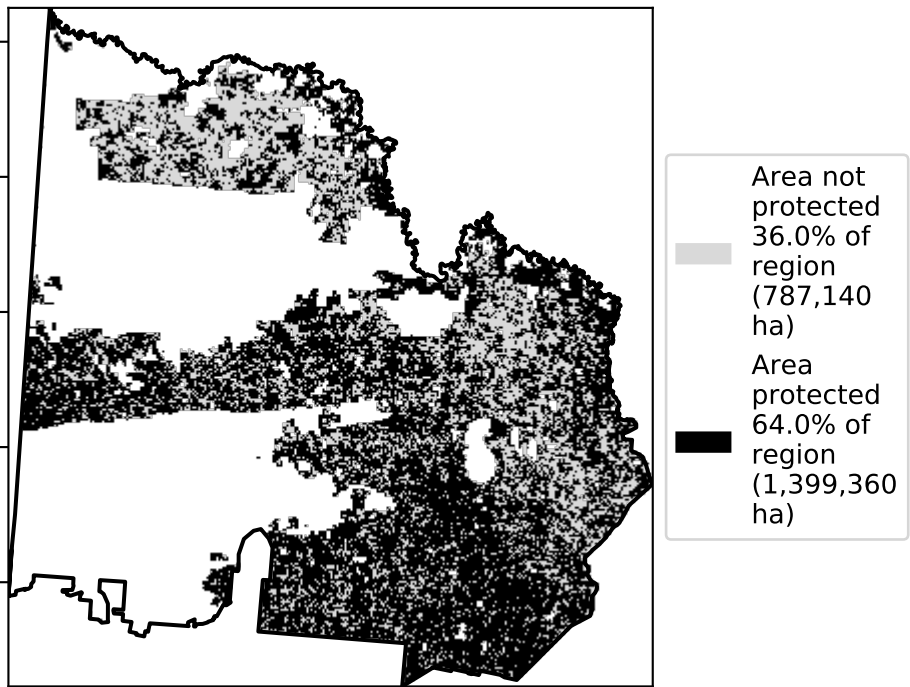 Area not
protected
36.0% of
region
(787,140
ha)
Area
protected
64.0% of
region
(1,399,360
ha)